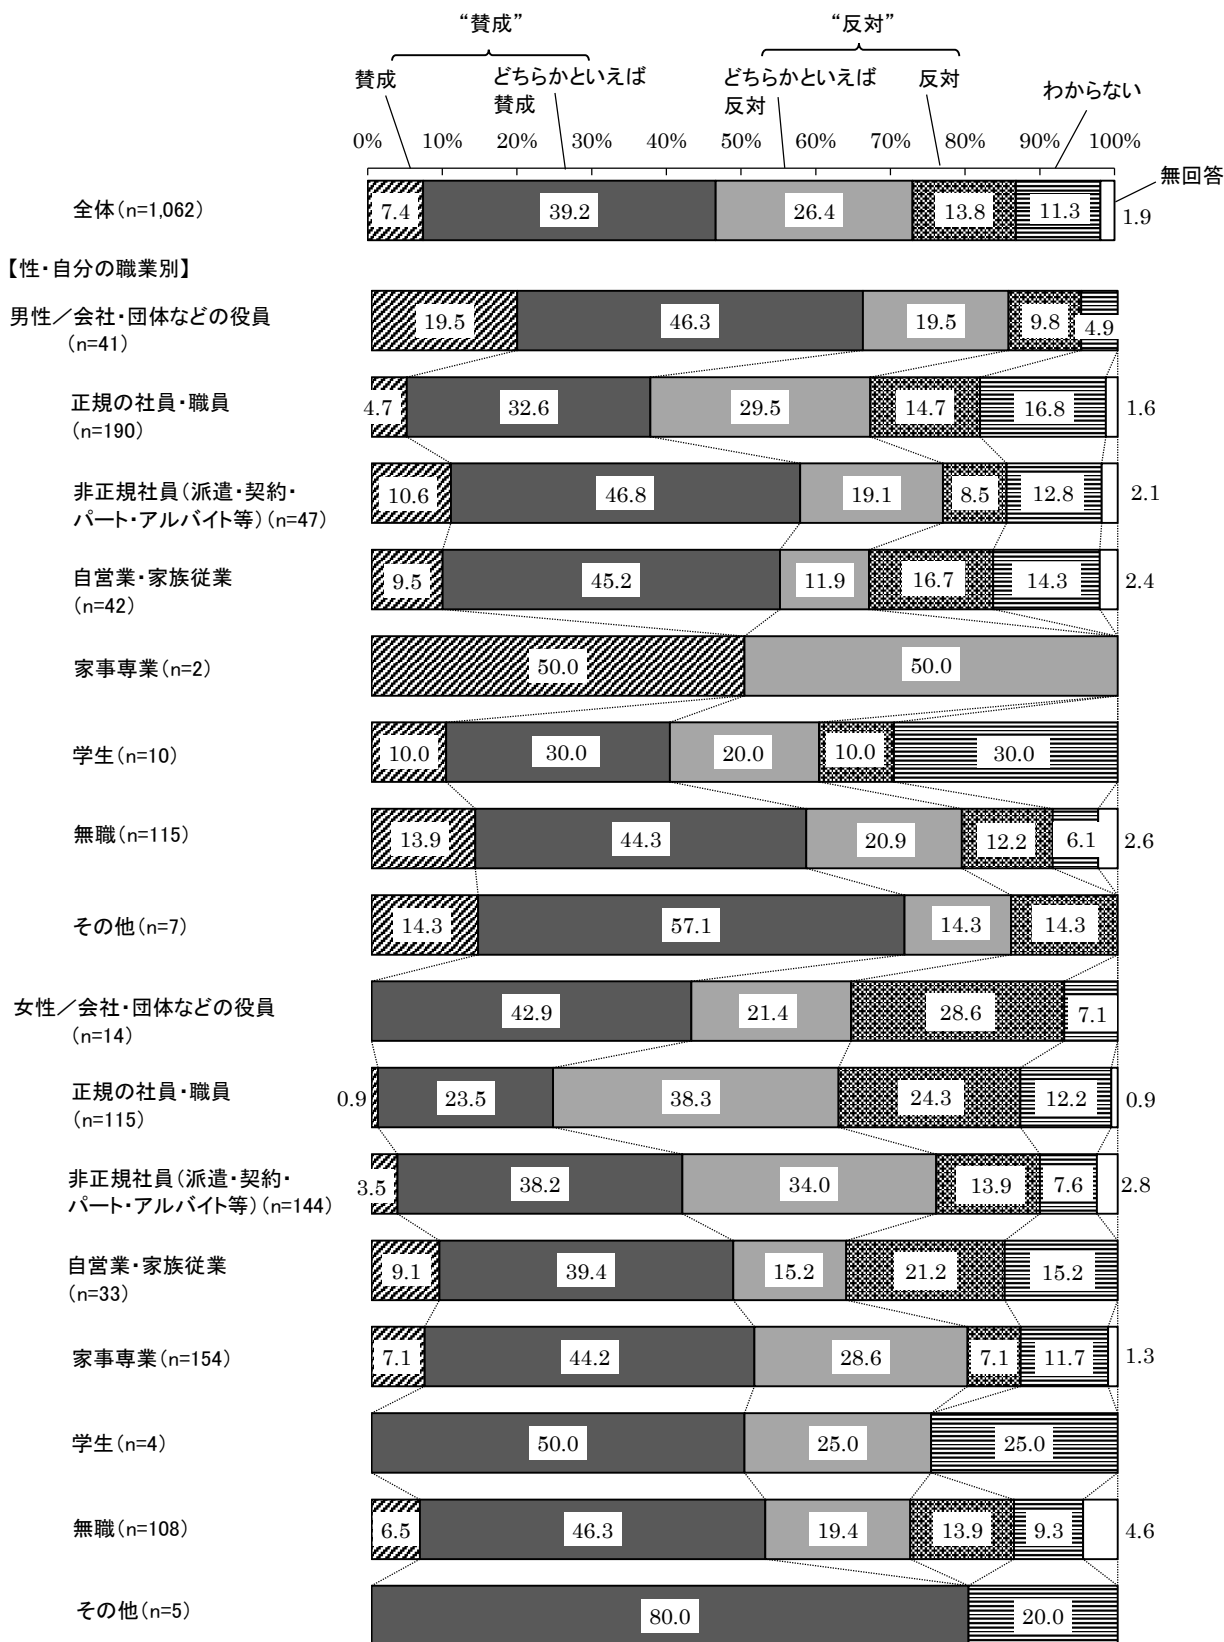 “賛成” “反対”
賛成 どちらかといえば賛成 どちらかといえば反対 反対 わからない
0% 10% 20% 30% 40% 50% 60% 70% 80% 90% 100%
無回答
全体(n=1,062) 7.4 39.2 26.4 13.8 11.3 1.9
【性・自分の職業別】
男性／会社・団体などの役員
(n=41)
19.5 46.3 19.5 9.8 4.9
正規の社員・職員
(n=190)
4.7 32.6 29.5 14.7 16.8 1.6
非正規社員（派遣・契約・
パート・アルバイト等）(n=47)
10.6 46.8 19.1 8.5 12.8 2.1
自営業・家族従業
(n=42)
9.5 45.2 11.9 16.7 14.3 2.4
家事専業(n=2) 50.0 50.0
学生(n=10) 10.0 30.0 20.0 10.0 30.0
無職(n=115) 13.9 44.3 20.9 12.2 6.1 2.6
その他(n=7) 14.3 57.1 14.3 14.3
女性／会社・団体などの役員
(n=14)
42.9 21.4 28.6 7.1
正規の社員・職員
(n=115)
0.9 23.5 38.3 24.3 12.2 0.9
非正規社員（派遣・契約・
パート・アルバイト等）(n=144)
3.5 38.2 34.0 13.9 7.6 2.8
自営業・家族従業
(n=33)
9.1 39.4 15.2 21.2 15.2
家事専業(n=154) 7.1 44.2 28.6 7.1 11.7 1.3
学生(n=4) 50.0 25.0 25.0
無職(n=108) 6.5 46.3 19.4 13.9 9.3 4.6
その他(n=5) 80.0 20.0